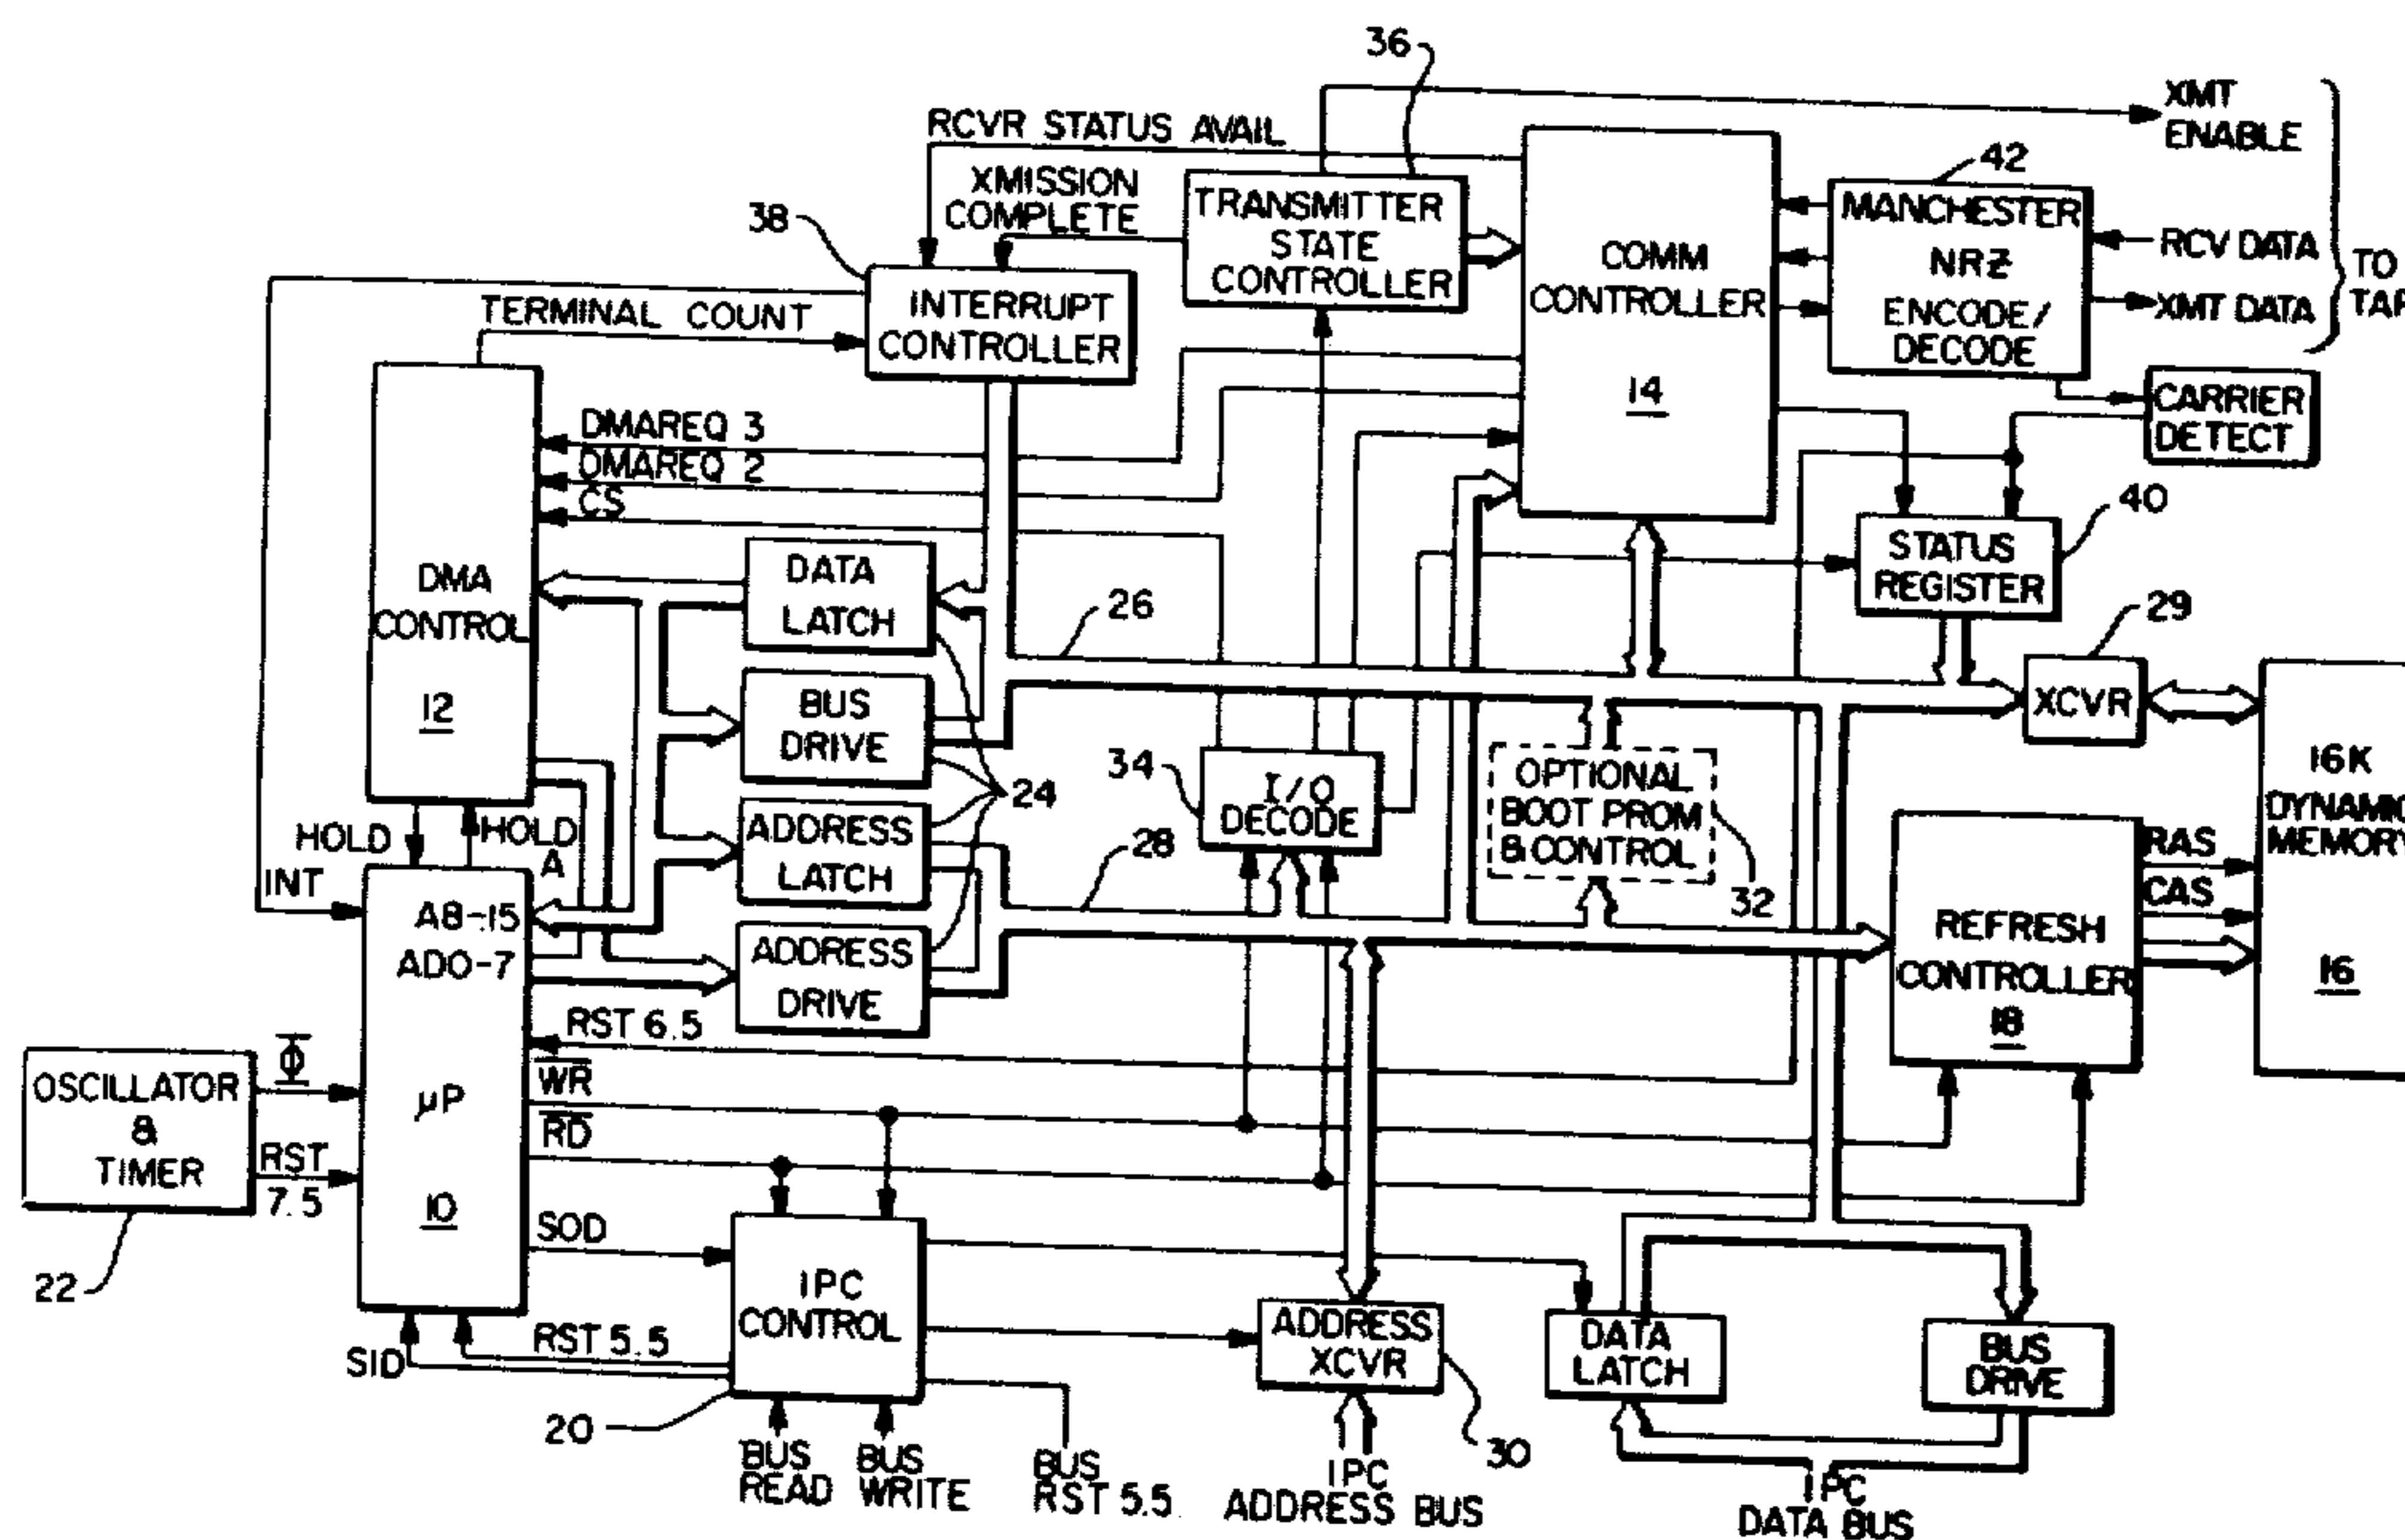 36
XMT
ENABLE
RCVR STATUS AVAIL
XMISSION
COMPLETE
38
TRANSMITTER
STATE
CONTROLLER
COMM
CONTROLLER
14
42
MANCHESTER
NRZ
ENCODE/
DECODE
RCV DATA
XMT DATA
TO
TAP
INTERRUPT
CONTROLLER
TERMINAL COUNT
CARRIER
DETECT
DMAREQ 3
DMAREQ 2
CS
DMA
CONTROL
12
DATA
LATCH
26
STATUS
REGISTER
40
29
XCVR
BUS
DRIVE
24
34
I/O
DECODE
OPTIONAL
BOOT PROM
& CONTROL
32
16K
DYNAMIC
MEMORY
16
RAS
CAS
HOLD
HOLD
A
INT
ADDRESS
LATCH
28
A8-15
AD0-7
ADDRESS
DRIVE
REFRESH
CONTROLLER
18
RST 6.5
WR
RD
OSCILLATOR
&
TIMER
Φ
RST
7.5
22
μP
10
SOD
IPC
CONTROL
RST 5.5
SID
20
BUS
READ
BUS
WRITE
BUS
RST 5.5
ADDRESS
XCVR
30
IPC
ADDRESS BUS
DATA
LATCH
BUS
DRIVE
IPC
DATA BUS